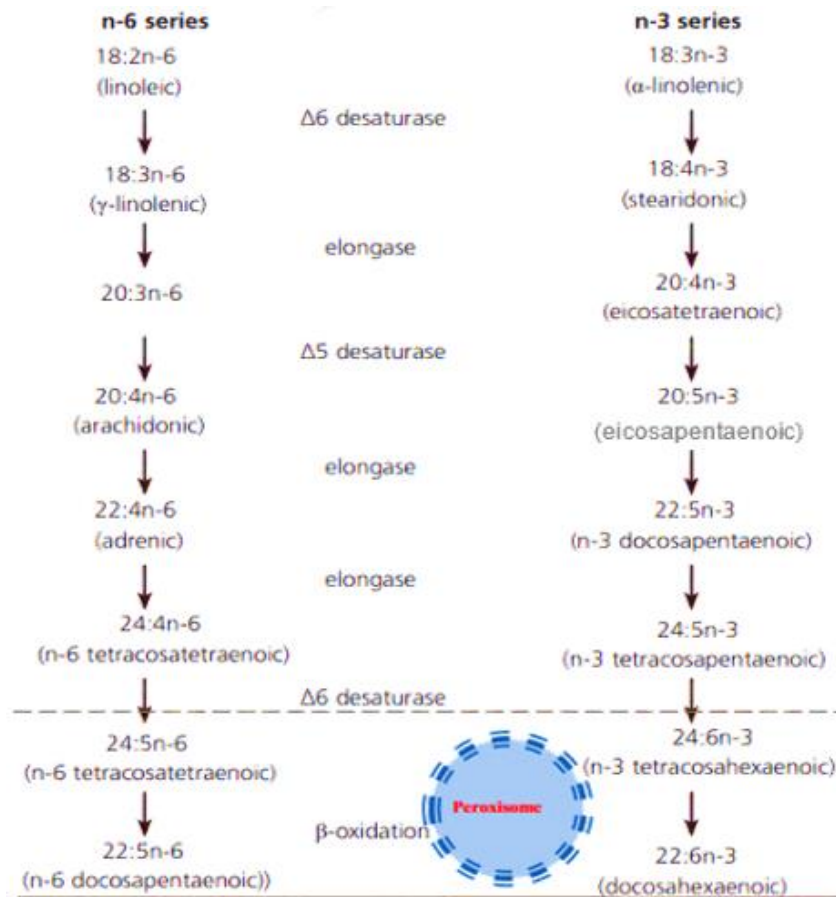 n-6 series
n-3 series
18:2n-6
(linoleic)
18:3n-3
(α-linolenic)
Δ6 desaturase
18:3n-6
(γ-linolenic)
18:4n-3
(stearidonic)
elongase
20:3n-6
20:4n-3
(eicosatetraenoic)
Δ5 desaturase
20:4n-6
(arachidonic)
20:5n-3
(eicosapentaenoic)
elongase
22:4n-6
(adrenic)
22:5n-3
(n-3 docosapentaenoic)
elongase
24:4n-6
(n-6 tetracosatetraenoic)
24:5n-3
(n-3 tetracosapentaenoic)
Δ6 desaturase
24:5n-6
(n-6 tetracosatetraenoic)
24:6n-3
(n-3 tetracosahexaenoic)
Peroxisome
β-oxidation
22:5n-6
(n-6 docosapentaenoic))
22:6n-3
(docosahexaenoic)